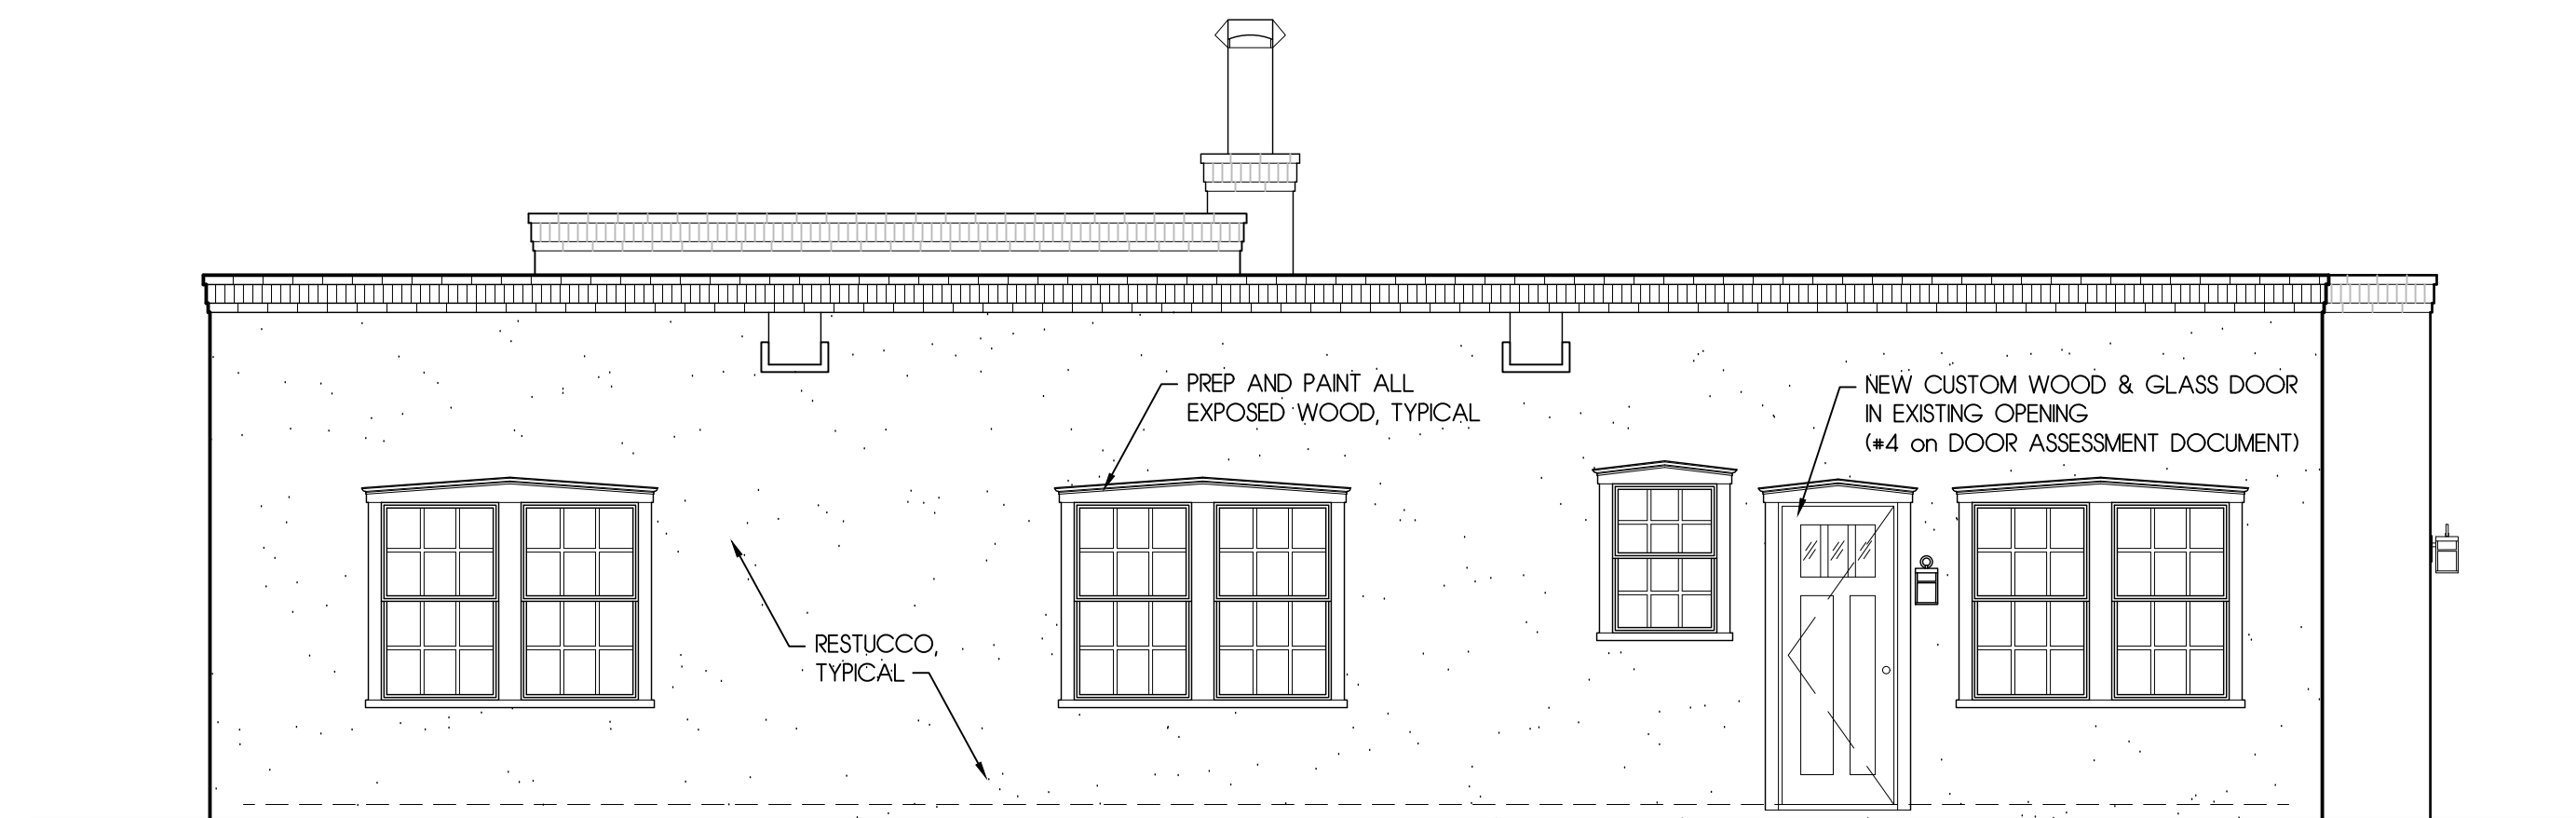 PREP AND PAINT ALL
EXPOSED WOOD, TYPICAL
NEW CUSTOM WOOD & GLASS DOOR
IN EXISTING OPENING
(#4 on DOOR ASSESSMENT DOCUMENT)
RESTUCCO,
TYPICAL